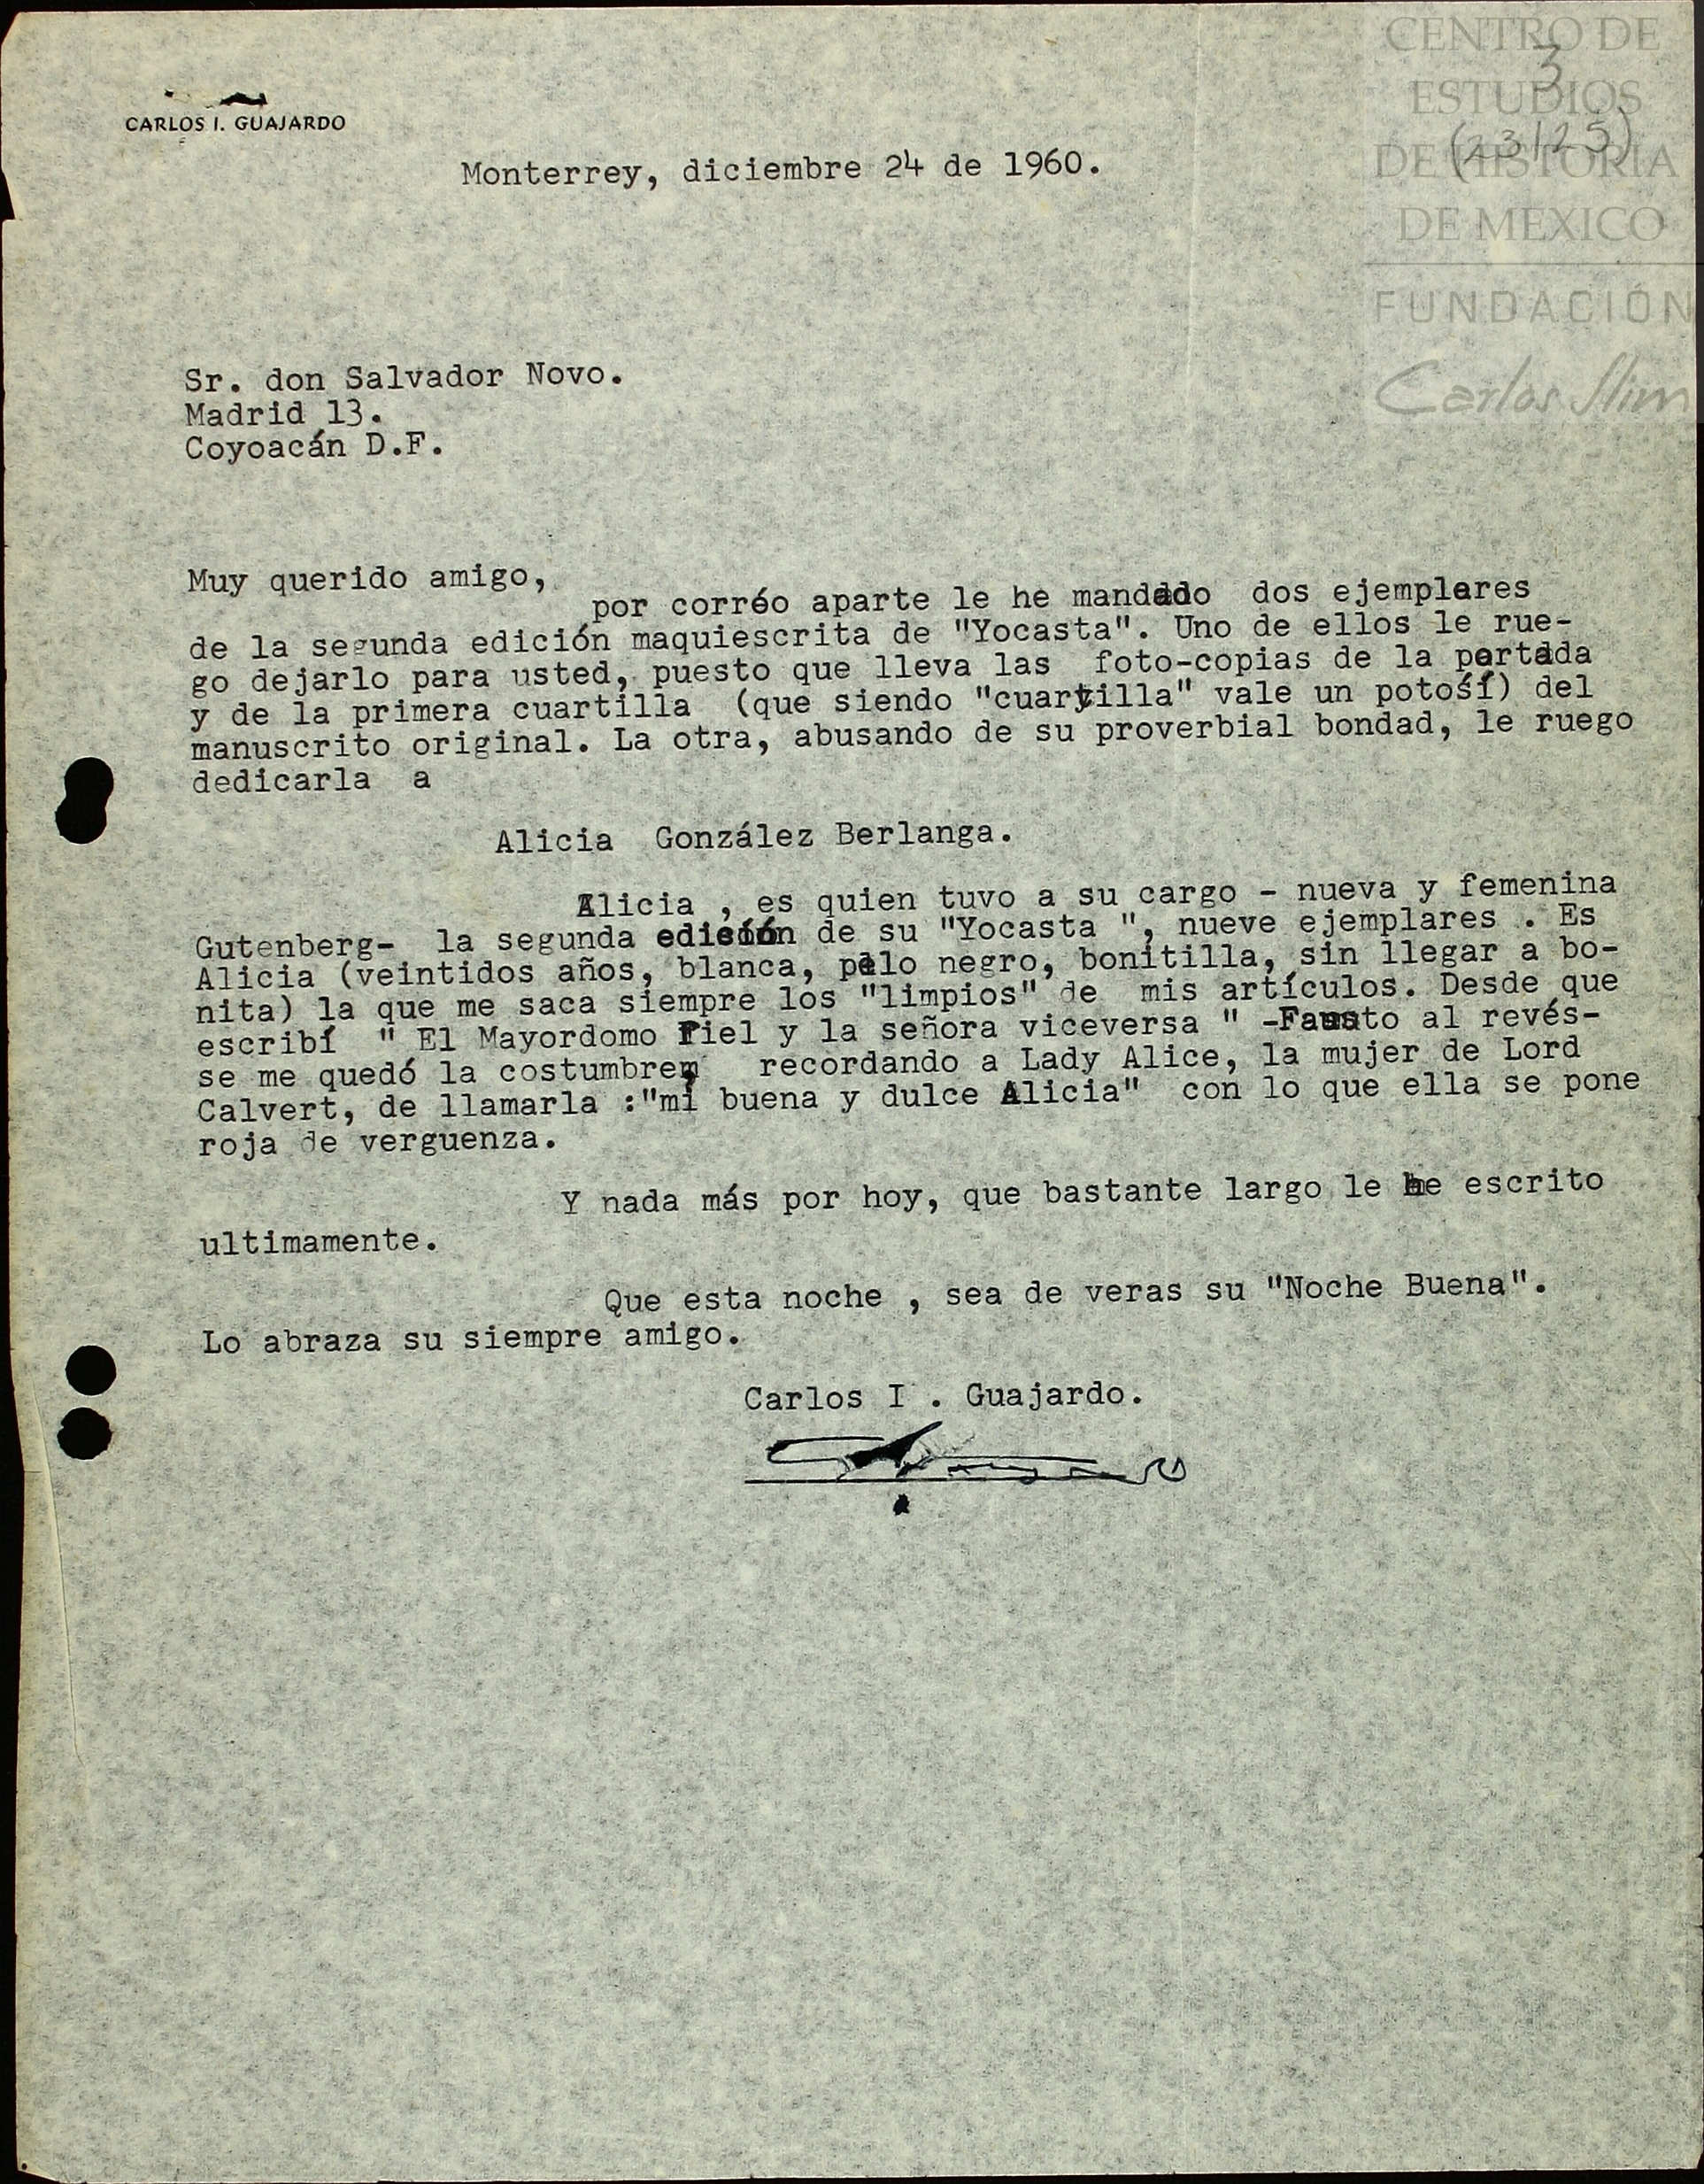 CENTRO DE
ESTUDIOS
DE HISTORIA
DE MEXICO
FUNDACIÓN
Carlos Slim
3
(23/25)
CARLOS I. GUAJARDO
Monterrey, diciembre 24 de 1960.
Sr. don Salvador Novo.
Madrid 13.
Coyoacán D.F.
Muy querido amigo,
por corréo aparte le he mandado dos ejemplares
de la segunda edición maquiescrita de "Yocasta". Uno de ellos le rue-
go dejarlo para usted, puesto que lleva las foto-copias de la portada
y de la primera cuartilla (que siendo "cuartilla" vale un potosí) del
manuscrito original. La otra, abusando de su proverbial bondad, le ruego
dedicarla a
Alicia González Berlanga.
Alicia , es quien tuvo a su cargo - nueva y femenina
Gutenberg- la segunda edición de su "Yocasta ", nueve ejemplares . Es
Alicia (veintidos años, blanca, pelo negro, bonitilla, sin llegar a bo-
nita) la que me saca siempre los "limpios" de mis artículos. Desde que
escribí " El Mayordomo Fiel y la señora viceversa " -Fausto al revés-
se me quedó la costumbre, recordando a Lady Alice, la mujer de Lord
Calvert, de llamarla :"mi buena y dulce Alicia" con lo que ella se pone
roja de verguenza.
Y nada más por hoy, que bastante largo le he escrito
ultimamente.
Que esta noche , sea de veras su "Noche Buena".
Lo abraza su siempre amigo.
Carlos I . Guajardo.